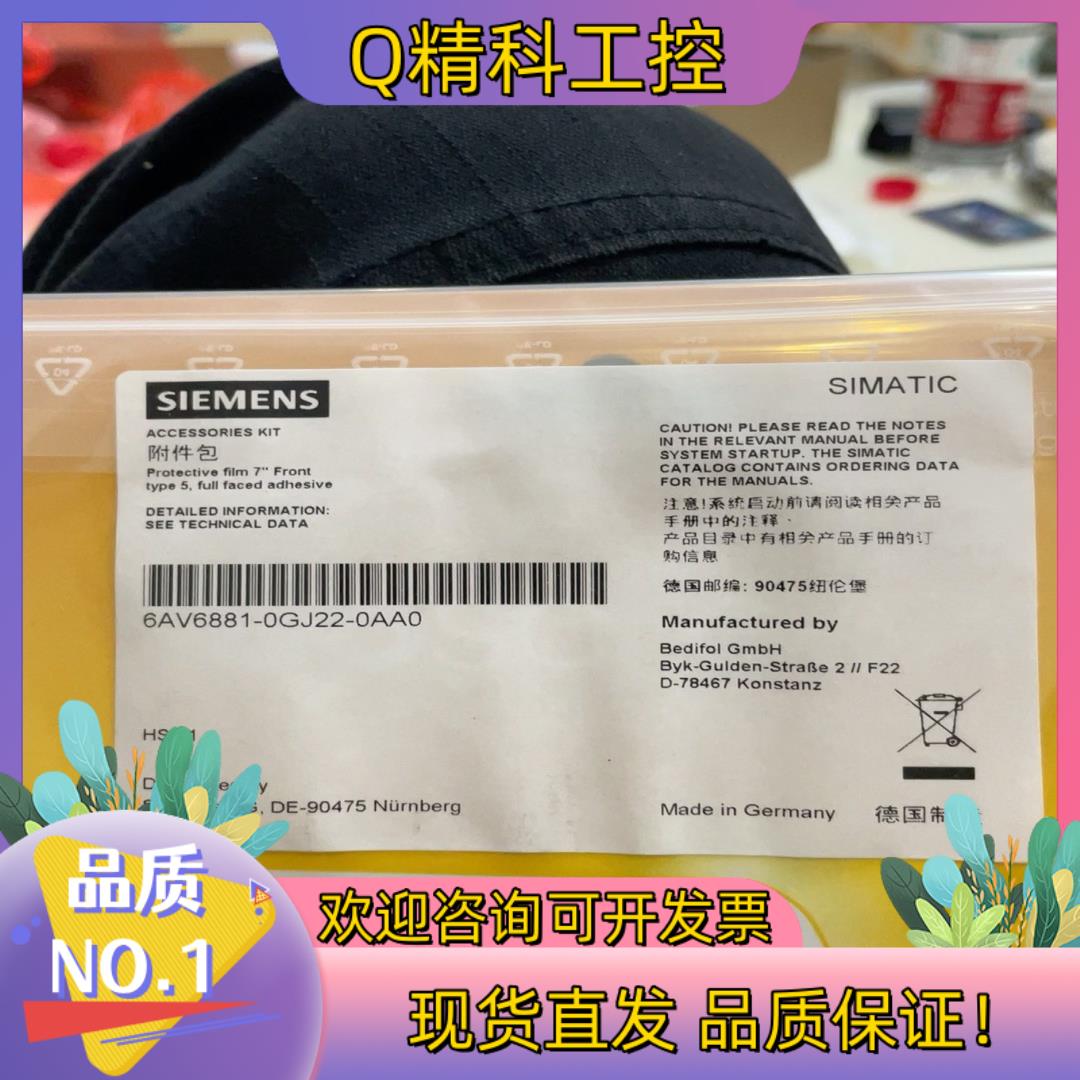 Q精科工控
SIEMENS
SIMATIC
ACCESSORIES KIT
附件包
Protective film 7" Front
type 5, full faced adhesive
DETAILED INFORMATION:
SEE TECHNICAL DATA
6AV6881-0GJ22-0AA0
DE-90475 Nürnberg
CAUTION! PLEASE READ THE NOTES
IN THE RELEVANT MANUAL BEFORE
SYSTEM STARTUP. THE SIMATIC
CATALOG CONTAINS ORDERING DATA
FOR THE MANUALS.
注意!系统启动前请阅读相关产品
手册中的注释、
产品目录中有相关产品手册的订
购信息
德国邮编: 90475纽伦堡
Manufactured by
Bedifol GmbH
Byk-Gulden-Straße 2 // F22
D-78467 Konstanz
Made in Germany
德国制
品质
NO.1
欢迎咨询可开发票
现货直发 品质保证!